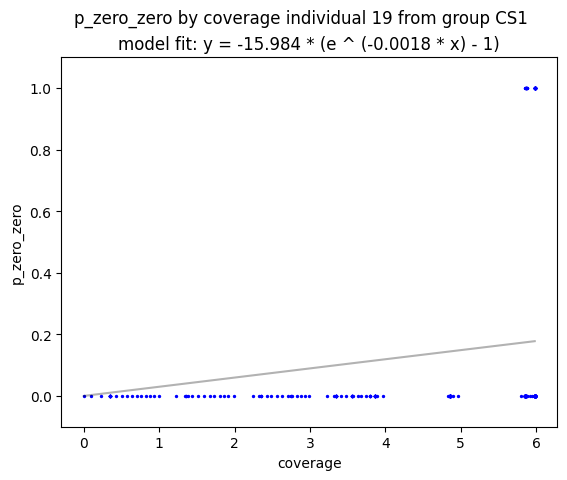 p_zero_zero by coverage individual 19 from group CS1
model fit: y = -15.984 * (e ^ (-0.0018 * x) - 1)
1.0
0.8
0.6
0.4
0.2
0.0
p_zero_zero
0 1 2 3 4 5 6
coverage